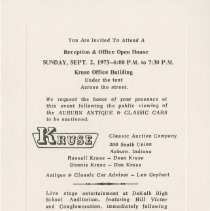 You Are Invited To Attend A
Reception & Office Open House
SUNDAY, SEPT. 2, 1973—6:00 P.M. to 7:30 P.M.
Kruse Office Building
Under the tent
Across the street.
We request the honor of your presence at
this event following the public viewing of
the AUBURN ANTIQUE & CLASSIC CARS
to be auctioned.
KRUSE
Classic Auction Company
300 South Union
Auburn, Indiana
Russell Kruse — Dean Kruse
Dennis Kruse — Dan Kruse
Antique & Classic Car Advisor — Leo Gephart
Live stage entertainment at DeKalb High
School Auditorium, featuring Bill Victor
and Conglomeration, immediately following